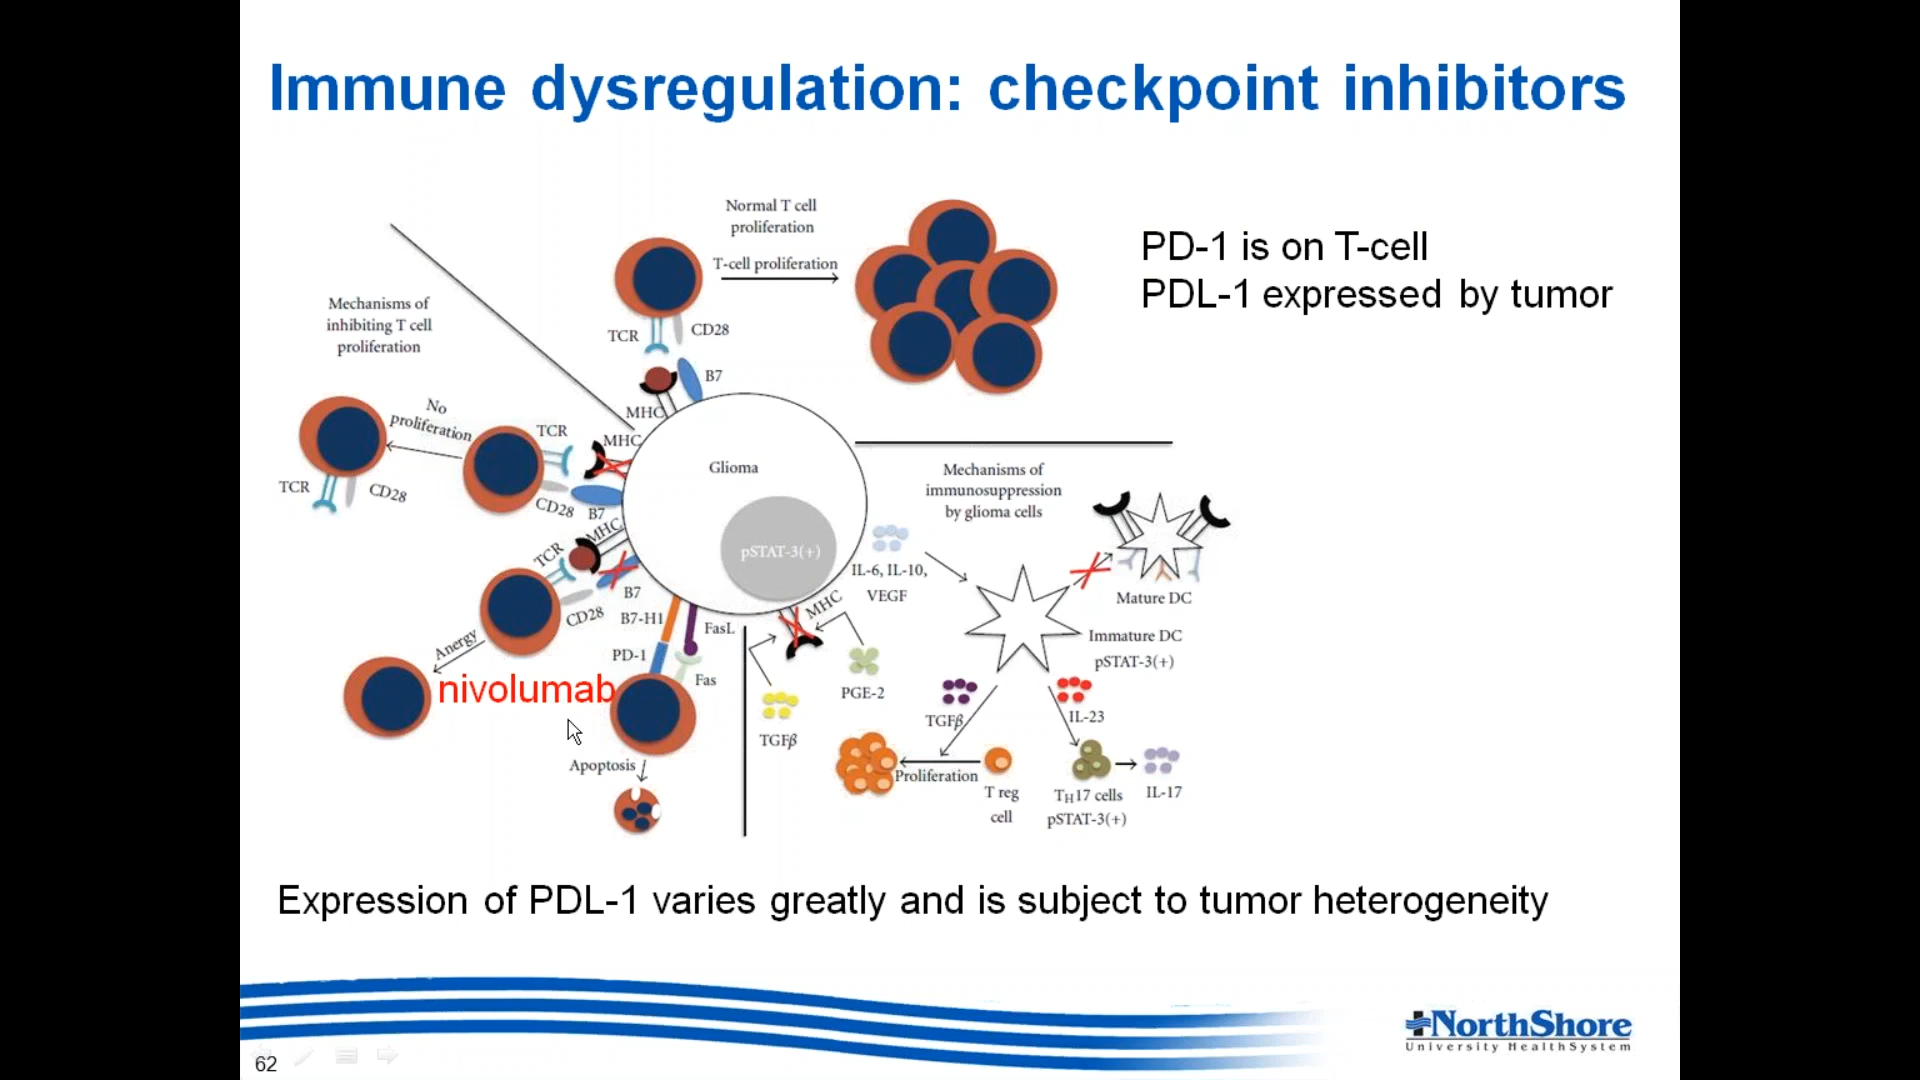 Immune dysregulation: checkpoint inhibitors
Normal T cell
proliferation
T-cell proliferation
PD-1 is on T-cell
PDL-1 expressed by tumor
Mechanisms of
inhibiting T cell
proliferation
TCR
CD28
B7
MHC
No
proliferation
TCR
CD28
TCR
MHC
CD28
B7
Glioma
pSTAT-3(+)
Mechanisms of
immunosuppression
by glioma cells
MHC
TCR
B7
CD28
Anergy
B7-H1
FasL
PD-1
Fas
nivolumab
Apoptosis
MHC
IL-6, IL-10,
VEGF
PGE-2
TGFβ
Mature DC
Immature DC
pSTAT-3(+)
TGFβ
IL-23
Proliferation
T reg
cell
TH17 cells
pSTAT-3(+)
IL-17
Expression of PDL-1 varies greatly and is subject to tumor heterogeneity
NorthShore
University HealthSystem
62